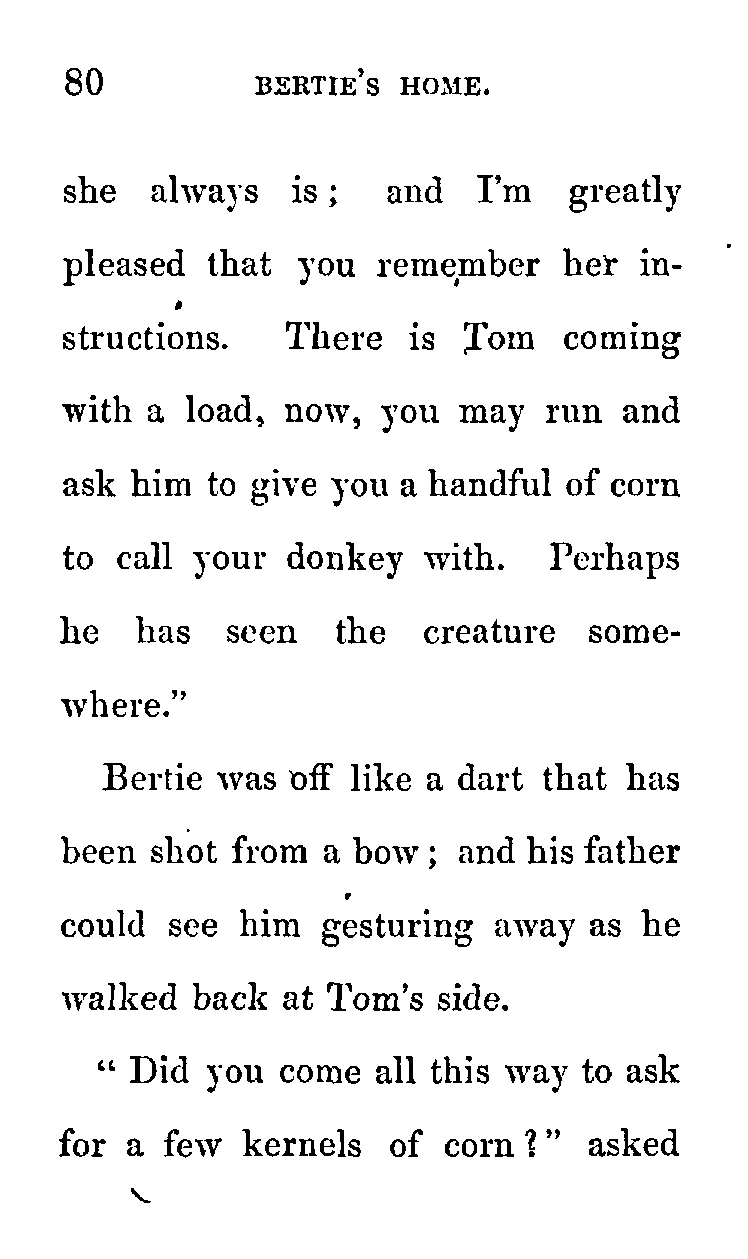 80 BERTIE'S HOME.
she always is ; and I'm greatly
pleased that you remember her in-
structions. There is Tom coming
with a load, now, you may run and
ask him to give you a handful of corn
to call your donkey with. Perhaps
he has seen the creature some-
where."
Bertie was off like a dart that has
been shot from a bow ; and his father
could see him gesturing away as he
walked back at Tom's side.
" Did you come all this way to ask
for a few kernels of corn ? " asked